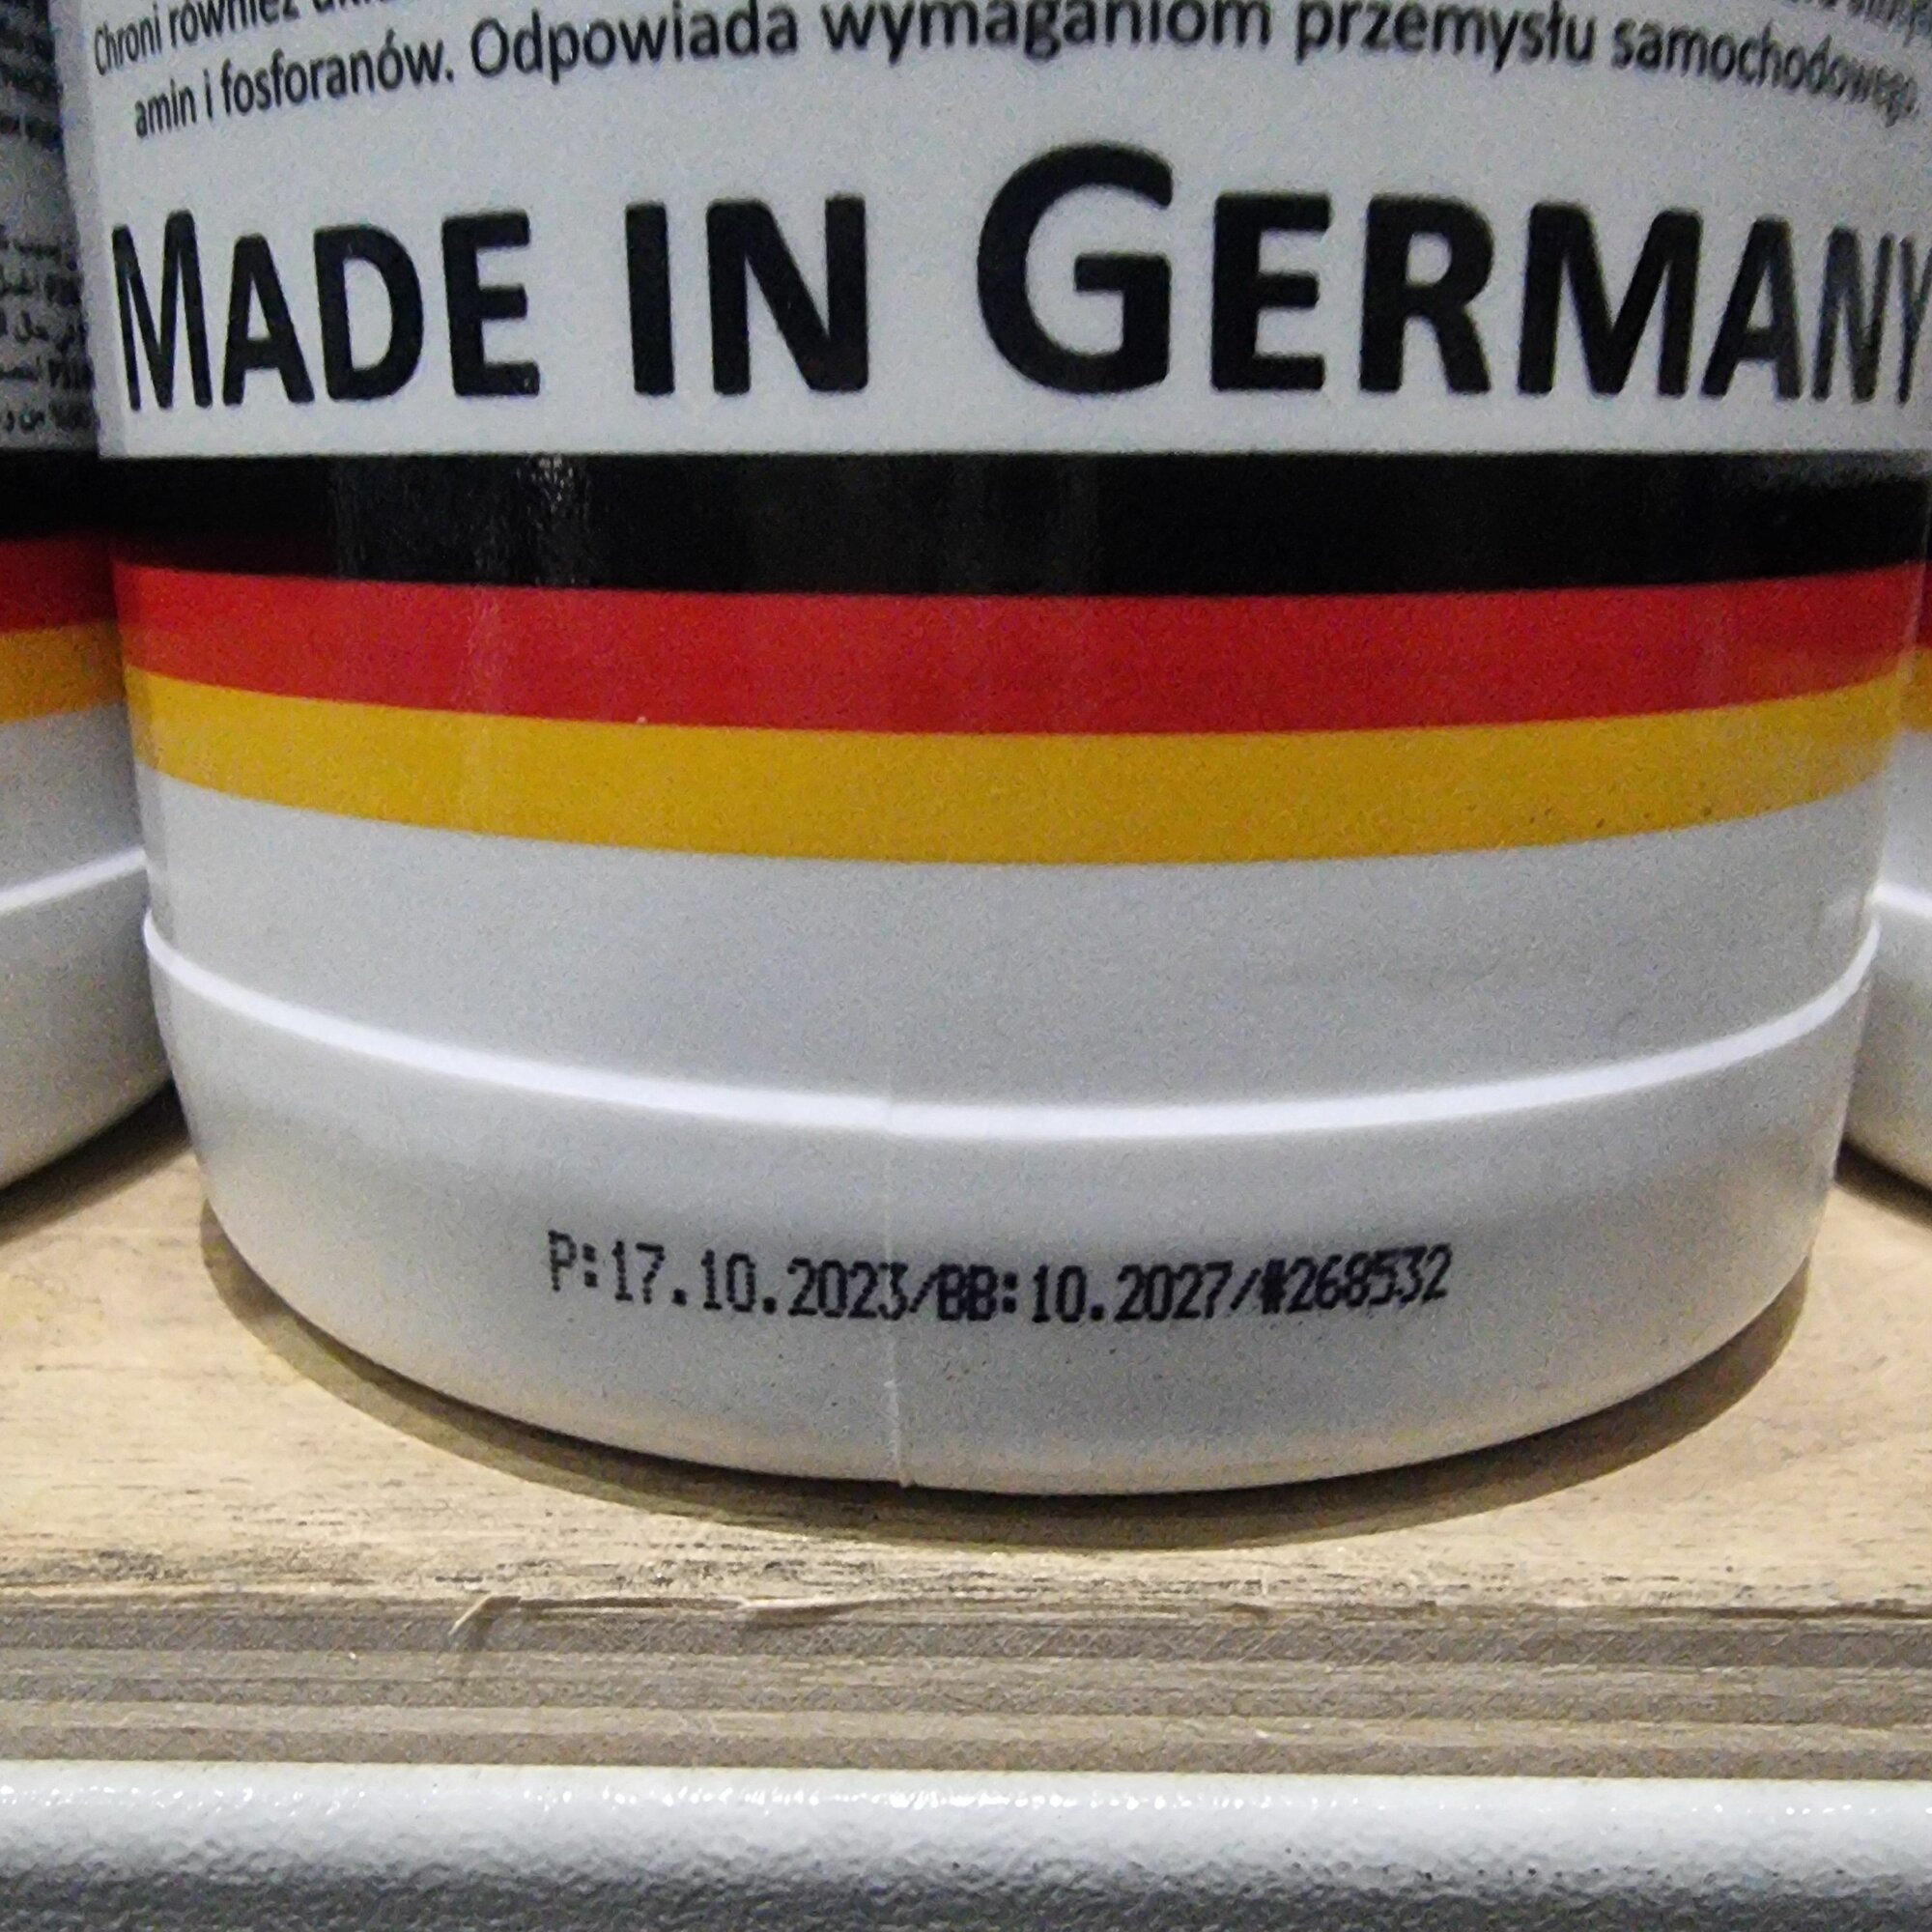 Chroni również
amin i fosforanów. Odpowiada wymaganiom przemysłu samochodowego.
MADE IN GERMANY
P:17.10.2023/BB:10.2027/#268532